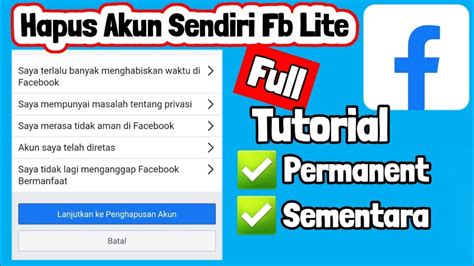 Hapus Akun Sendiri Fb Lite
Saya terlalu banyak menghabiskan waktu di
Facebook
Saya mempunyai masalah tentang privasi
Saya merasa tidak aman di Facebook
Akun saya telah diretas
Saya tidak lagi menganggap Facebook
Bermanfaat
Lanjutkan ke Penghapusan Akun
Batal
Full
Tutorial
Permanent
Sementara